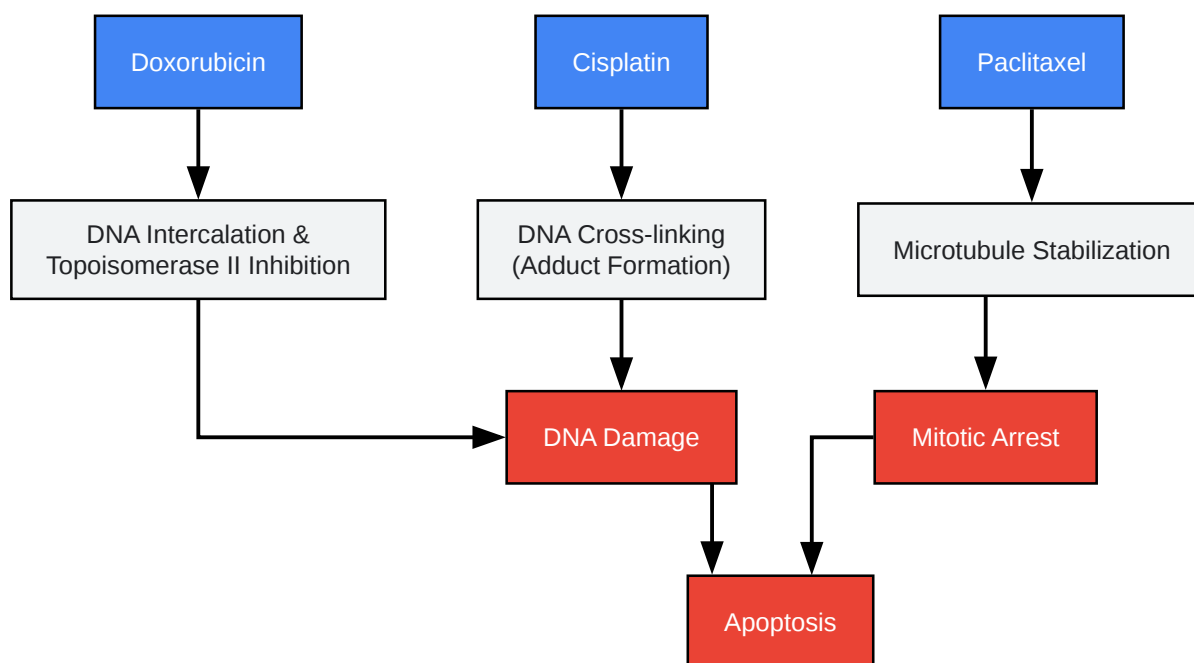 Doxorubicin
Cisplatin
Paclitaxel
DNA Intercalation &
Topoisomerase II Inhibition
DNA Cross-linking
(Adduct Formation)
Microtubule Stabilization
DNA Damage
Mitotic Arrest
Apoptosis